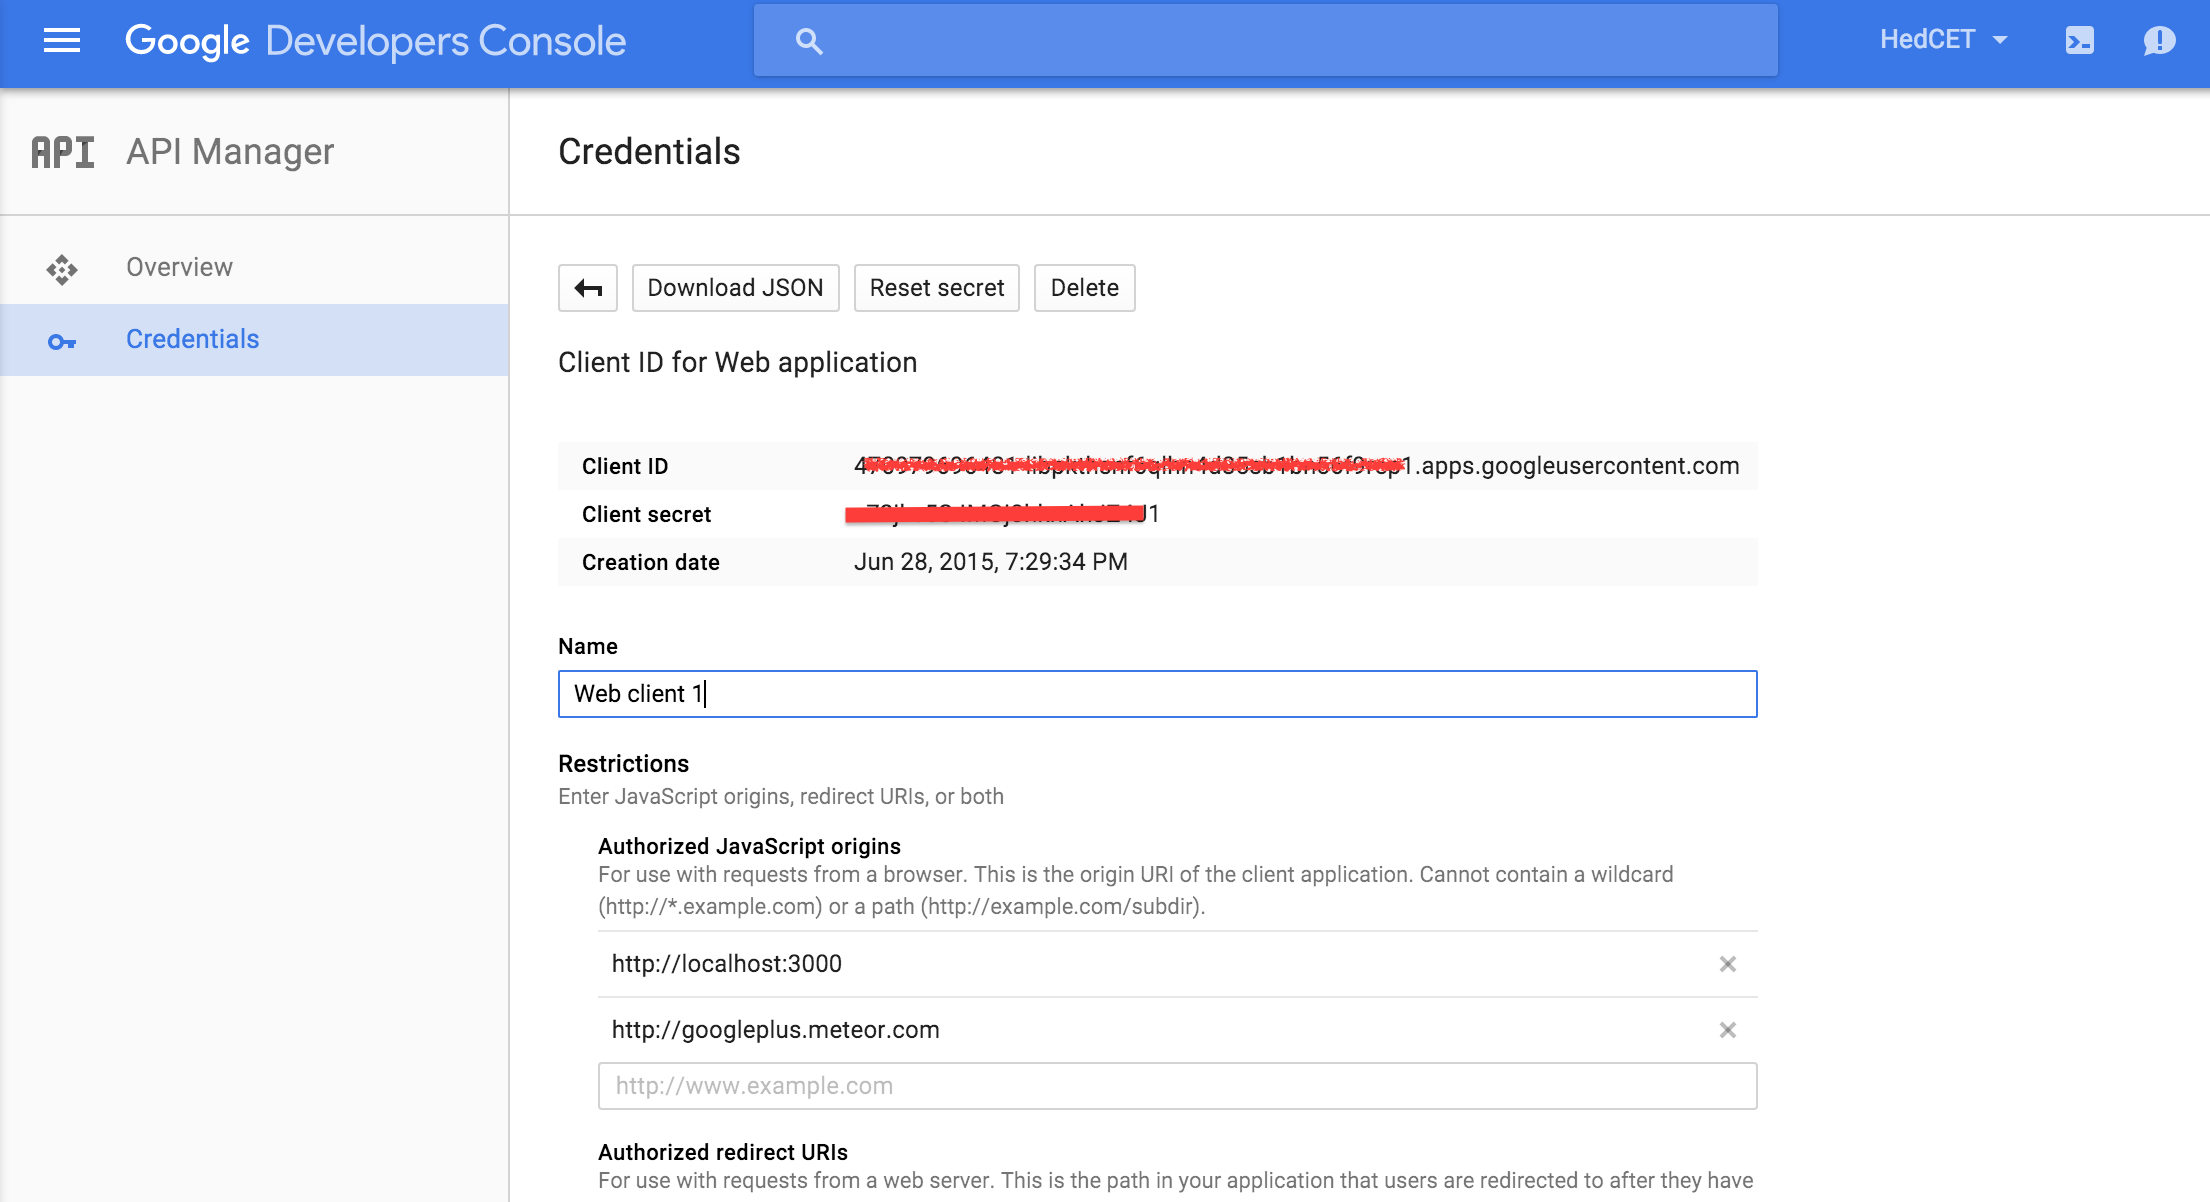 Google Developers Console
HedCET
API API Manager
Credentials
Overview
Credentials
Download JSON
Reset secret
Delete
Client ID for Web application
Client ID
.apps.googleusercontent.com
Client secret
Creation date
Jun 28, 2015, 7:29:34 PM
Name
Web client 1
Restrictions
Enter JavaScript origins, redirect URIs, or both
Authorized JavaScript origins
For use with requests from a browser. This is the origin URI of the client application. Cannot contain a wildcard
(http://*.example.com) or a path (http://example.com/subdir).
http://localhost:3000
http://googleplus.meteor.com
http://www.example.com
Authorized redirect URIs
For use with requests from a web server. This is the path in your application that users are redirected to after they have